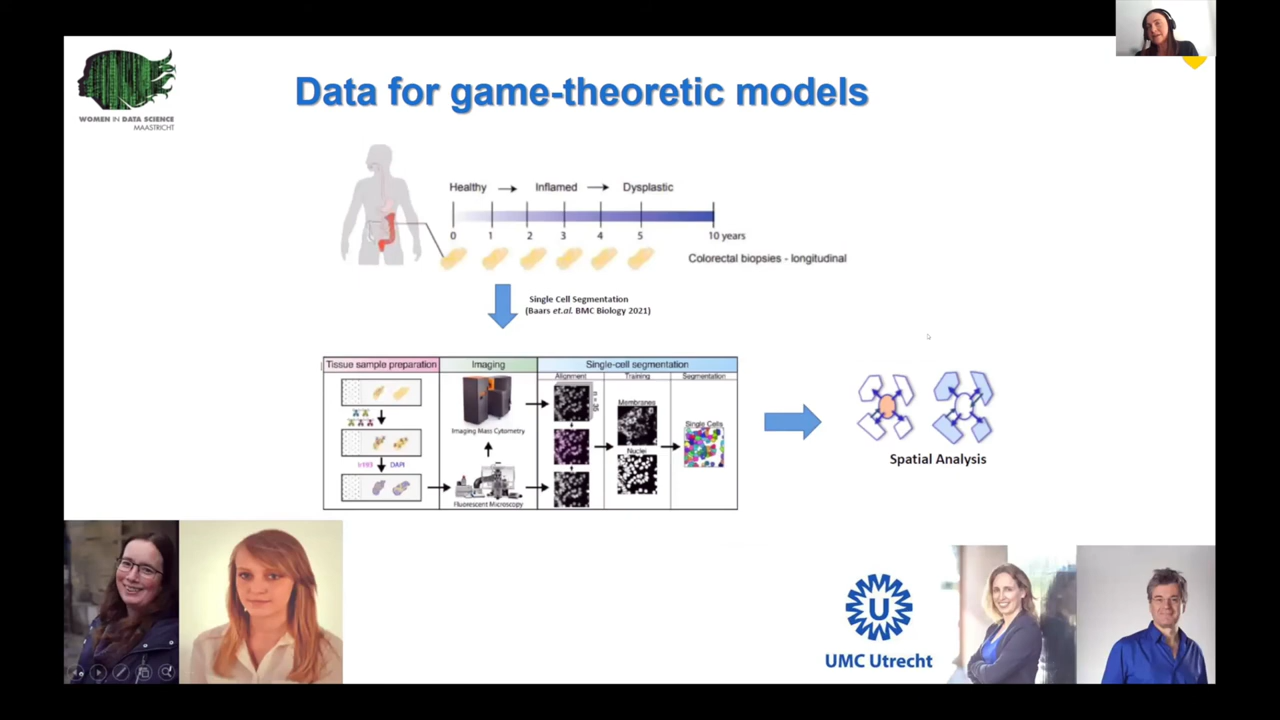 WOMEN IN DATA SCIENCE
MAASTRICHT
Data for game-theoretic models
Healthy
Inflamed
Dysplastic
0 1 2 3 4 5 10 years
Colorectal biopsies - longitudinal
Single Cell Segmentation
(Baars et.al. BMC Biology 2021)
Tissue sample preparation
Imaging
Single-cell segmentation
Alignment
Training
Segmentation
n = 36
Membranes
Single Cells
Imaging Mass Cytometry
Nuclei
Ir193 DAPI
Fluorescent Microscopy
Spatial Analysis
U
UMC Utrecht